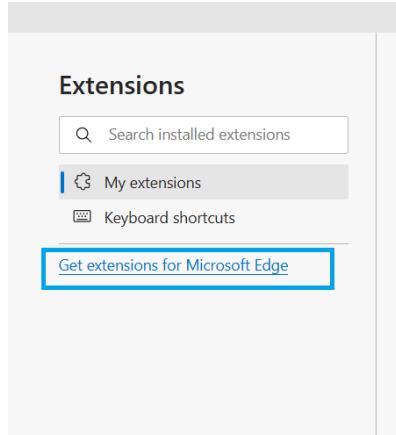 Extensions
Search installed extensions
My extensions
Keyboard shortcuts
Get extensions for Microsoft Edge